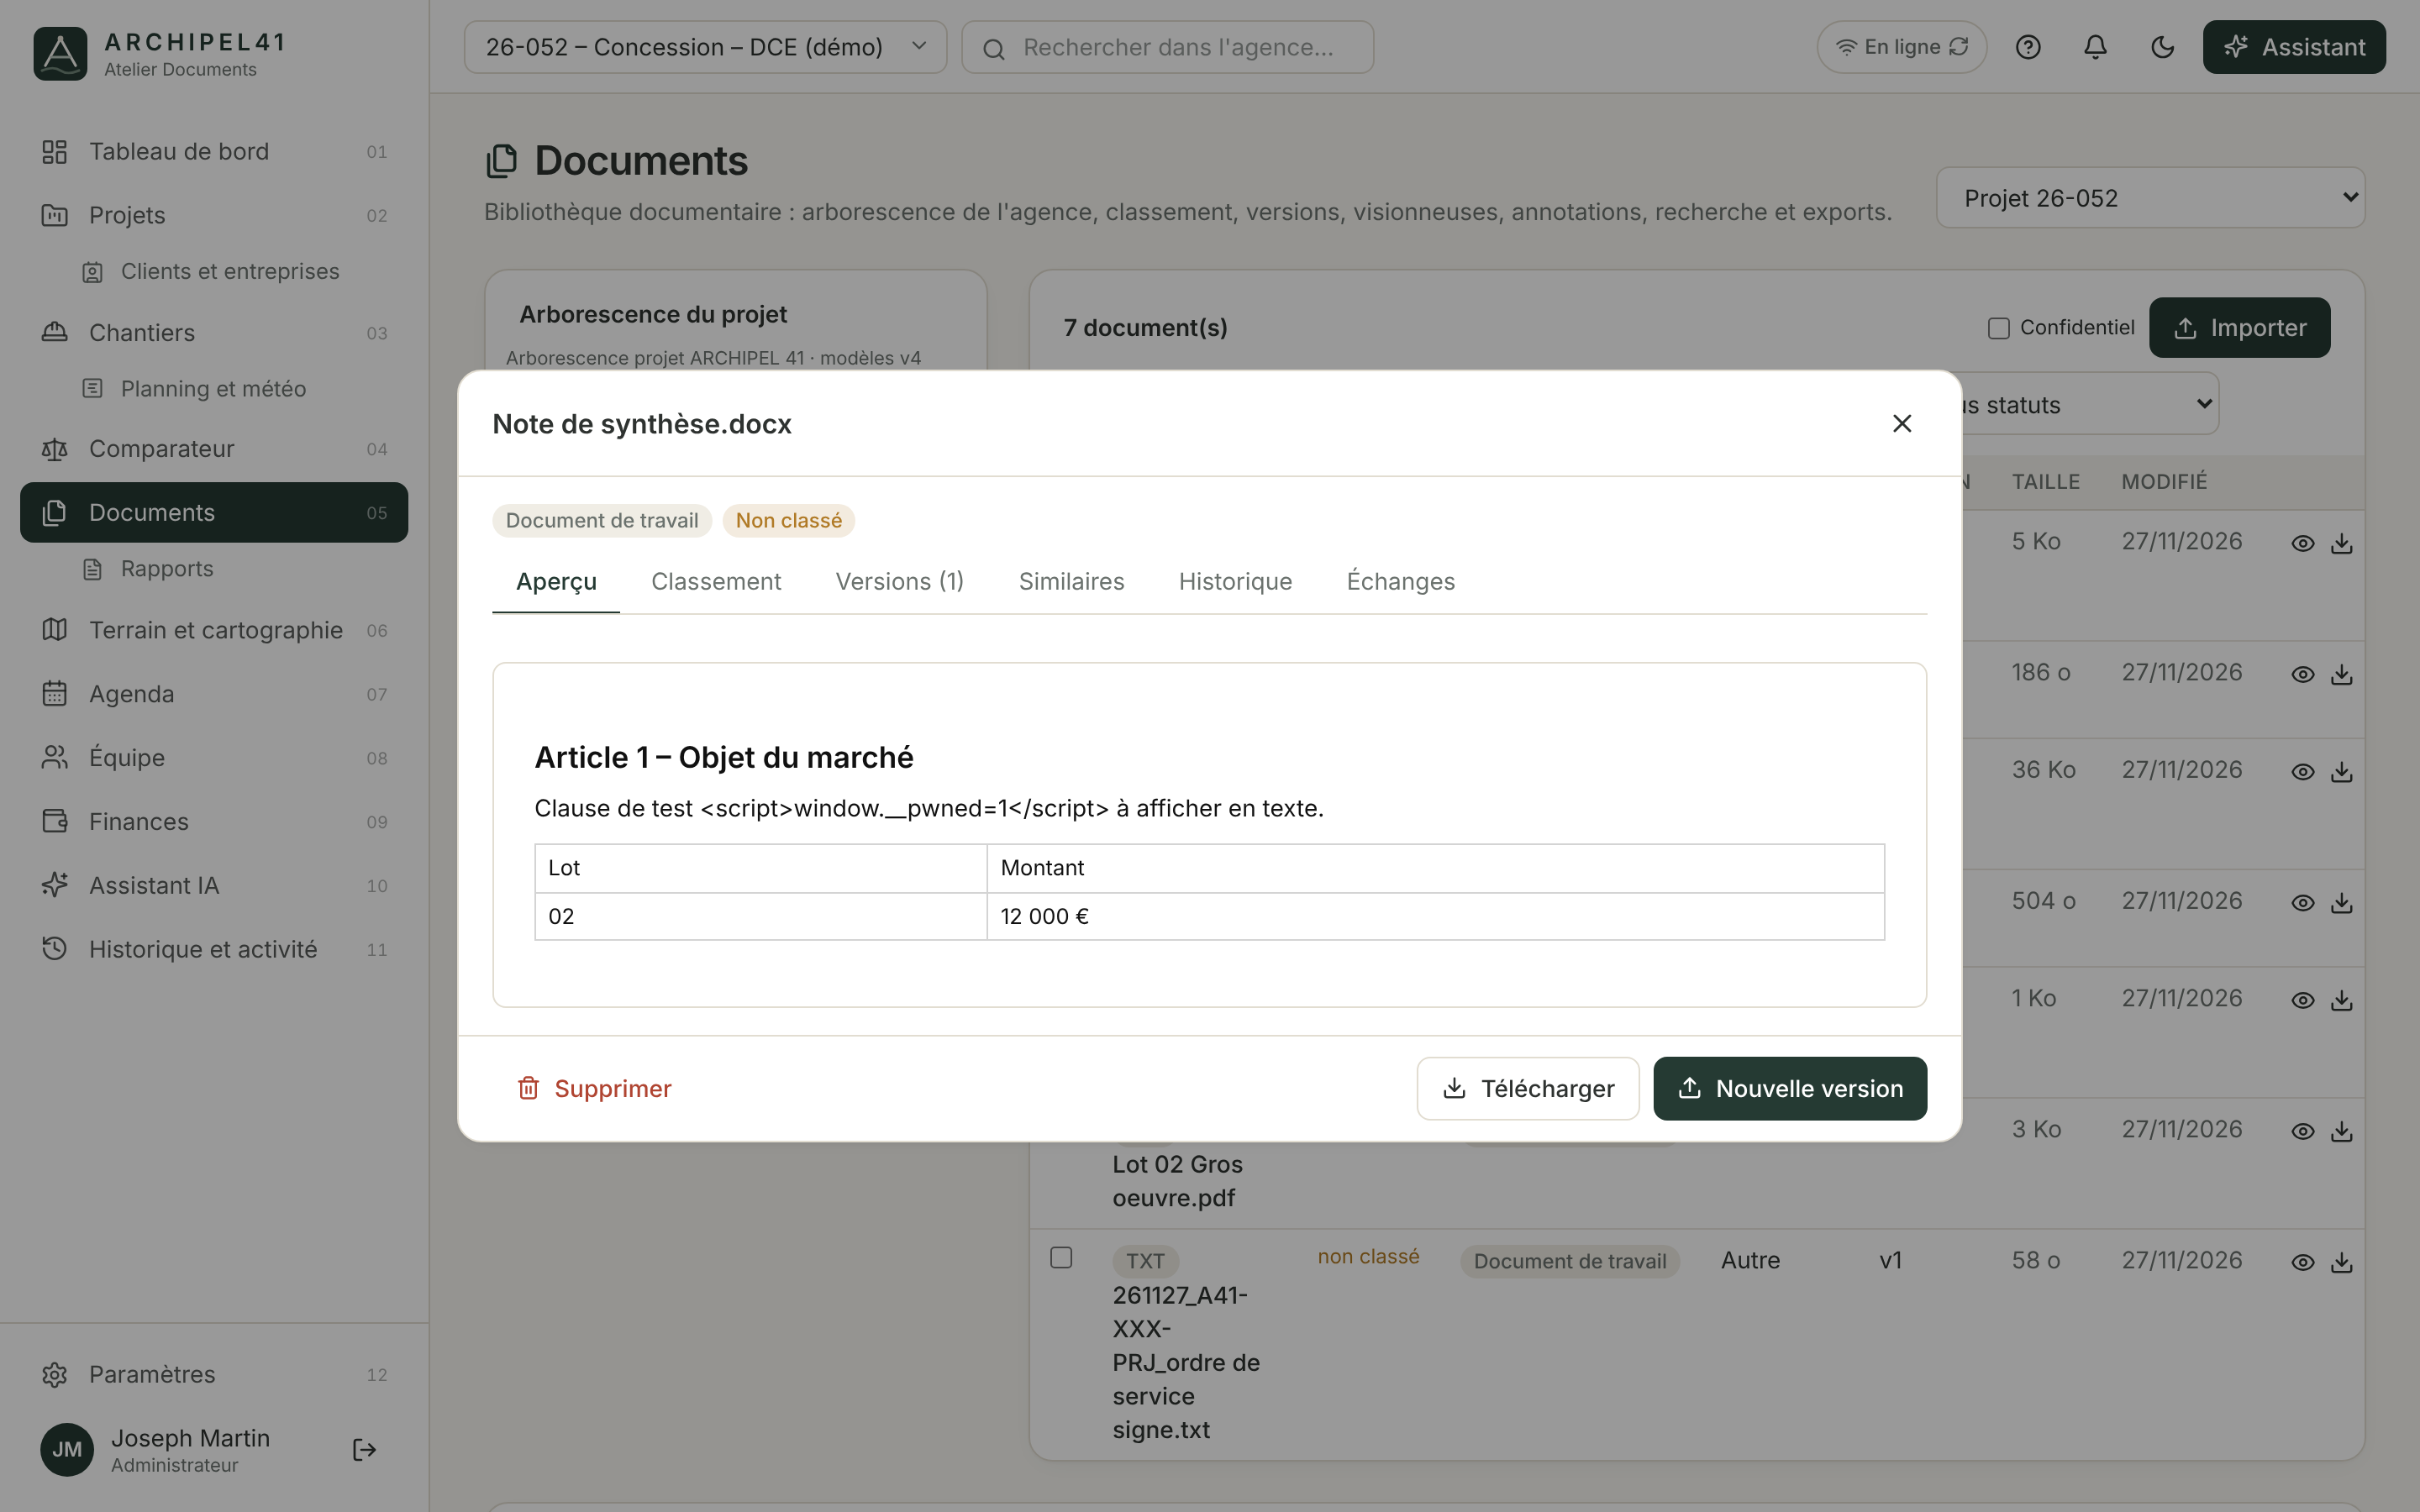 ARCHIPEL41
Atelier Documents
Tableau de bord 01
Projets 02
Clients et entreprises
Chantiers 03
Planning et météo
Comparateur 04
Documents 05
Rapports
Terrain et cartographie 06
Agenda 07
Équipe 08
Finances 09
Assistant IA 10
Historique et activité 11
Paramètres 12
JM
Joseph Martin
Administrateur
26-052 – Concession – DCE (démo)
Rechercher dans l'agence...
En ligne
Assistant
Documents
Bibliothèque documentaire : arborescence de l'agence, classement, versions, visionneuses, annotations, recherche et exports.
Projet 26-052
Arborescence du projet
Arborescence projet ARCHIPEL 41 · modèles v4
7 document(s)
Confidentiel
Importer
statuts
TAILLE MODIFIÉ
5 Ko 27/11/2026
186 o 27/11/2026
36 Ko 27/11/2026
504 o 27/11/2026
1 Ko 27/11/2026
3 Ko 27/11/2026
Note de synthèse.docx
Document de travail Non classé
Aperçu Classement Versions (1) Similaires Historique Échanges
Article 1 – Objet du marché
Clause de test <script>window.__pwned=1</script> à afficher en texte.
Lot Montant
02 12 000 €
Supprimer
Télécharger
Nouvelle version
Lot 02 Gros
oeuvre.pdf
TXT non classé Document de travail Autre v1 58 o 27/11/2026
261127_A41-
XXX-
PRJ_ordre de
service
signe.txt